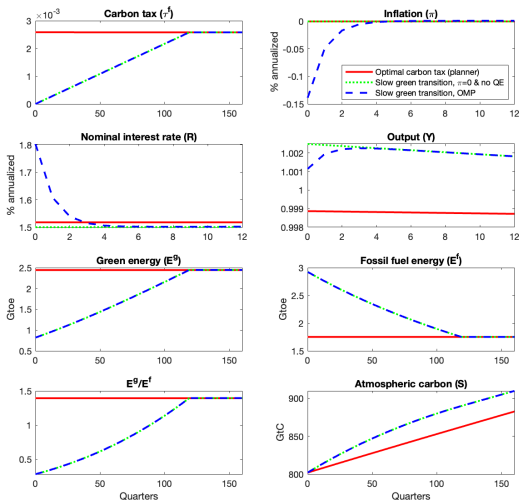 Carbon tax (τᶠ)
3 ×10⁻³
2
1
0
0 50 100 150
Inflation (π)
% annualized
0
-0.05
-0.1
-0.15
0 2 4 6 8 10 12
Optimal carbon tax (planner)
Slow green transition, π=0 & no QE
Slow green transition, OMP
Nominal interest rate (R)
% annualized
1.8
1.7
1.6
1.5
0 2 4 6 8 10 12
Output (Y)
1.002
1.001
1
0.999
0.998
0 2 4 6 8 10 12
Green energy (Eᵍ)
Gtoe
2.5
2
1.5
1
0.5
0 50 100 150
Fossil fuel energy (Eᶠ)
Gtoe
3
2.5
2
1.5
0 50 100 150
Eᵍ/Eᶠ
1.5
1
0.5
0 50 100 150
Quarters
Atmospheric carbon (S)
GtC
900
850
800
0 50 100 150
Quarters